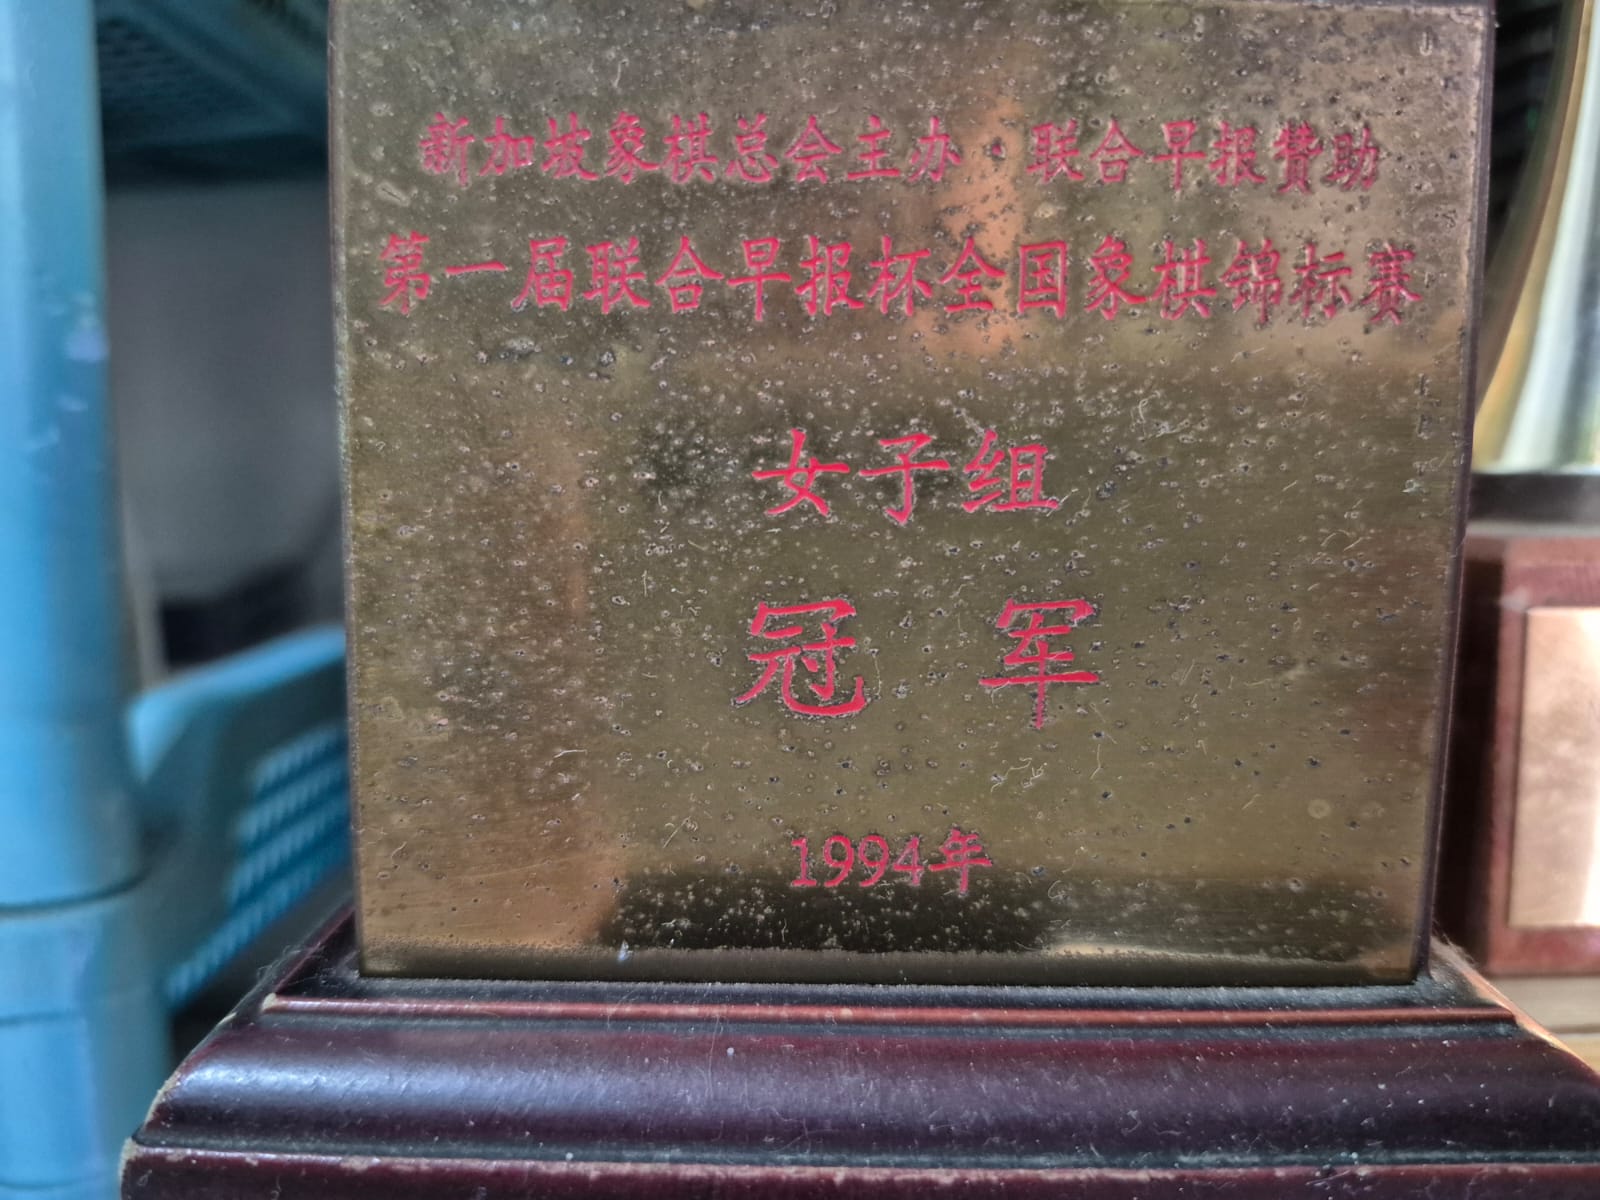 新加坡象棋总会主办·联合早报赞助
第一届联合早报杯全国象棋锦标赛
女子组
冠 军
1994年